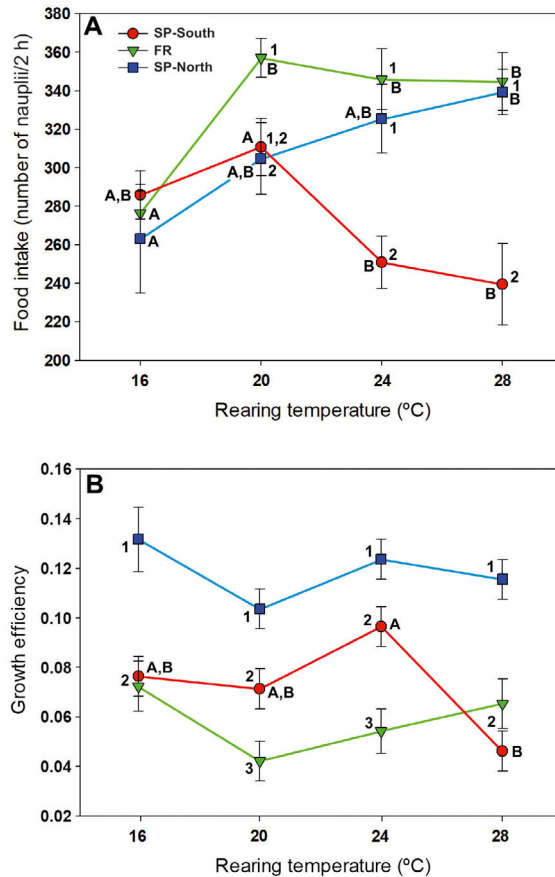 A
SP-South
FR
SP-North
Food intake (number of nauplii/2 h)
380
360
340
320
300
280
260
240
220
200
1
B
1
B
B
1
B
A 1,2
A,B
1
A,B
2
A,B
A
A
B
2
B
2
16
20
24
28
Rearing temperature (ºC)
B
Growth efficiency
0.16
0.14
0.12
0.10
0.08
0.06
0.04
0.02
1
1
1
1
2
A
A,B
2
2
A,B
3
3
2
B
16
20
24
28
Rearing temperature (ºC)